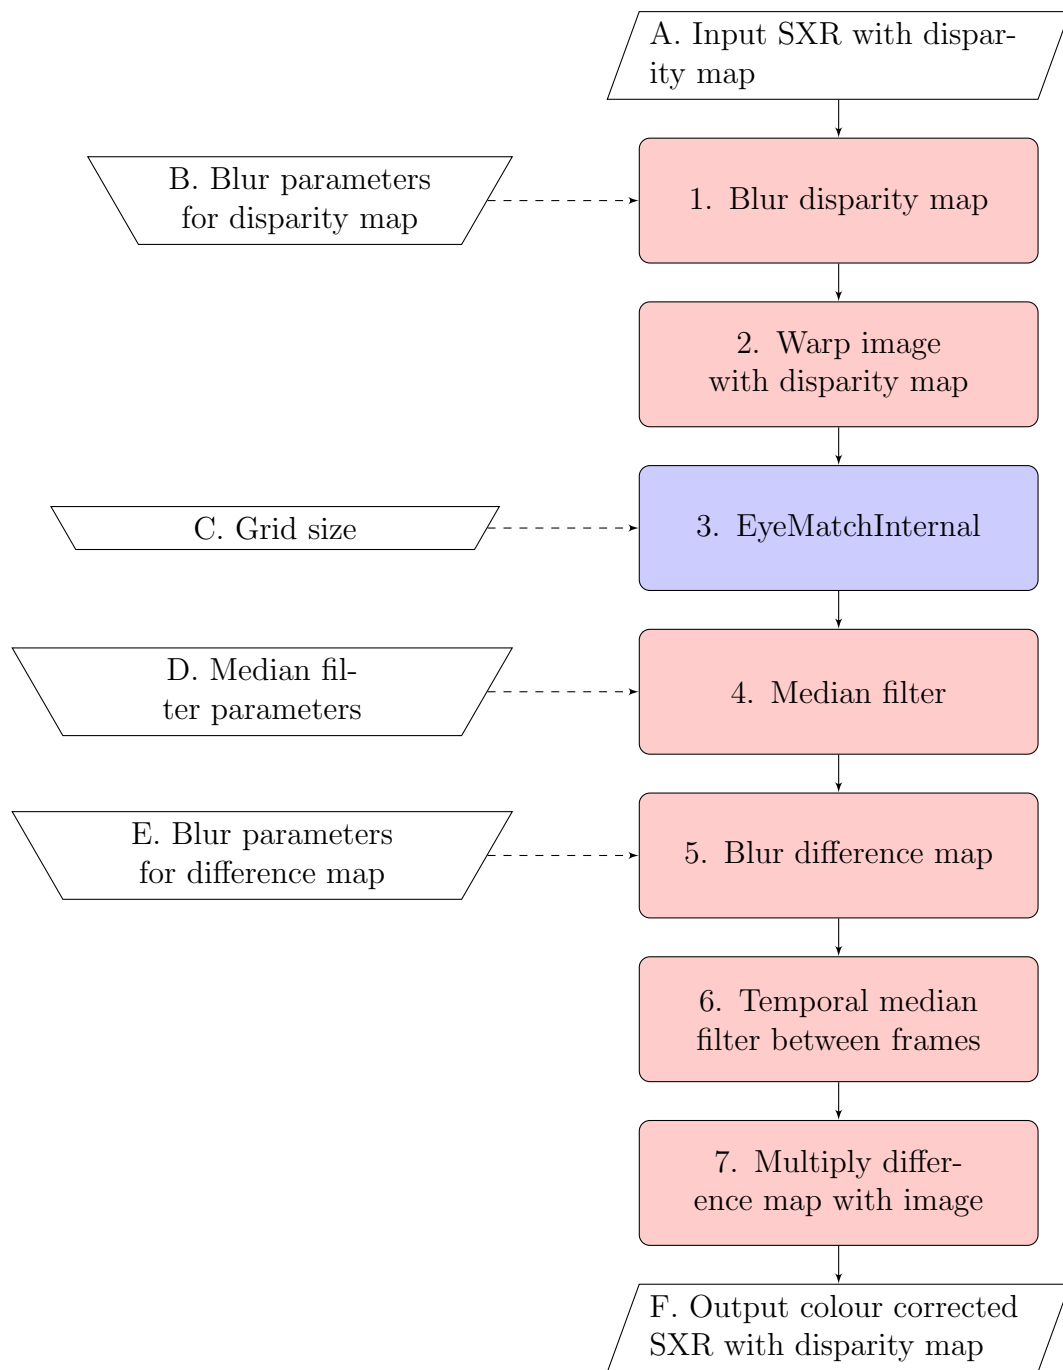 A. Input SXR with dispar-
ity map
B. Blur parameters
for disparity map
1. Blur disparity map
2. Warp image
with disparity map
C. Grid size
3. EyeMatchInternal
D. Median fil-
ter parameters
4. Median filter
E. Blur parameters
for difference map
5. Blur difference map
6. Temporal median
filter between frames
7. Multiply differ-
ence map with image
F. Output colour corrected
SXR with disparity map